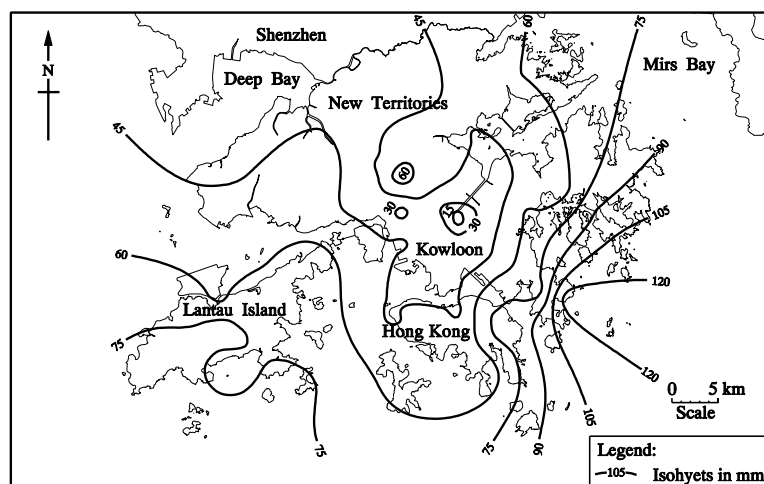 45
60
75
Shenzhen
Mirs Bay
Deep Bay
N
New Territories
45
90
60
15
30
30
105
Kowloon
60
120
Lantau Island
Hong Kong
75
120
0 5 km
Scale
105
75
75
90
Legend:
105 Isohyets in mm